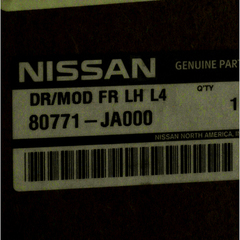 NISSAN
GENUINE PART
DR/MOD FR LH L4
Q'TY
80771-JA000
1
NISSAN NORTH AMERICA, I